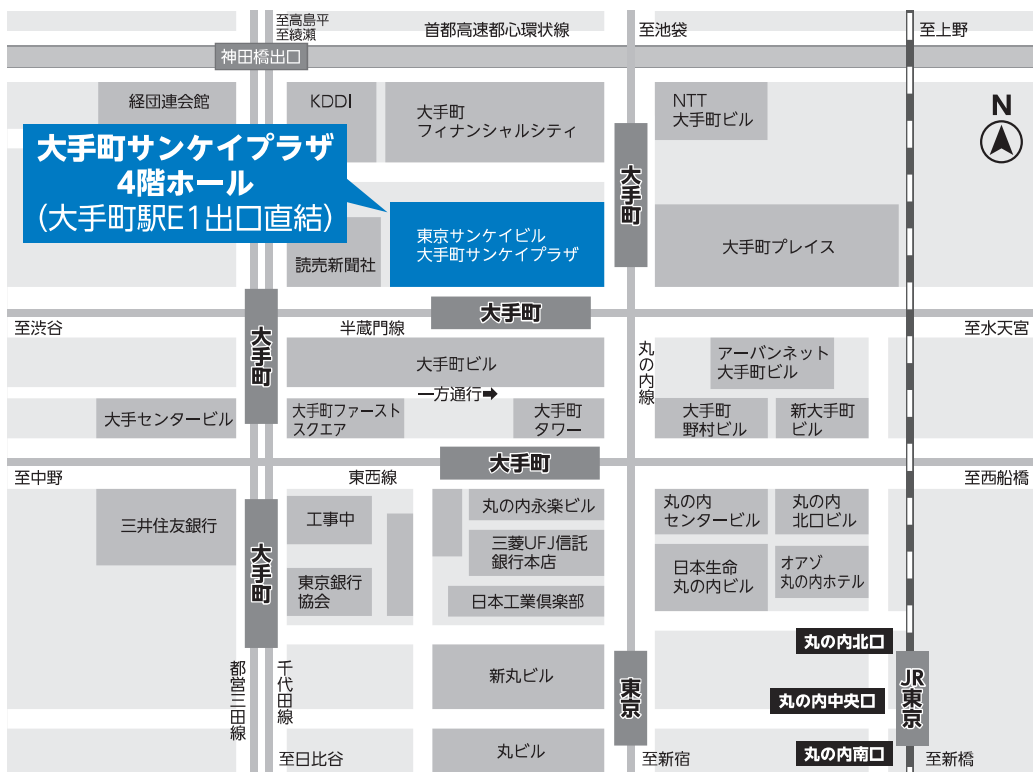 至高島平
至綾瀬
首都高速都心環状線
至池袋
至上野
神田橋出口
経団連会館
KDDI
大手町
フィナンシャルシティ
NTT
大手町ビル
N
大手町サンケイプラザ
4階ホール
(大手町駅E1出口直結)
大手町
東京サンケイビル
大手町サンケイプラザ
大手町プレイス
読売新聞社
大手町
大手町
至渋谷
半蔵門線
至水天宮
丸の内線
大手町ビル
アーバンネット
大手町ビル
一方通行➡
大手センタービル
大手町ファースト
スクエア
大手町
タワー
大手町
野村ビル
新大手町
ビル
大手町
至中野
東西線
至西船橋
三井住友銀行
大手町
工事中
丸の内永楽ビル
丸の内
センタービル
丸の内
北口ビル
三菱UFJ信託
銀行本店
日本生命
丸の内ビル
オアゾ
丸の内ホテル
東京銀行
協会
日本工業倶楽部
丸の内北口
都営三田線
千代田線
新丸ビル
東京
丸の内中央口
JR東京
至日比谷
丸ビル
至新宿
丸の内南口
至新橋